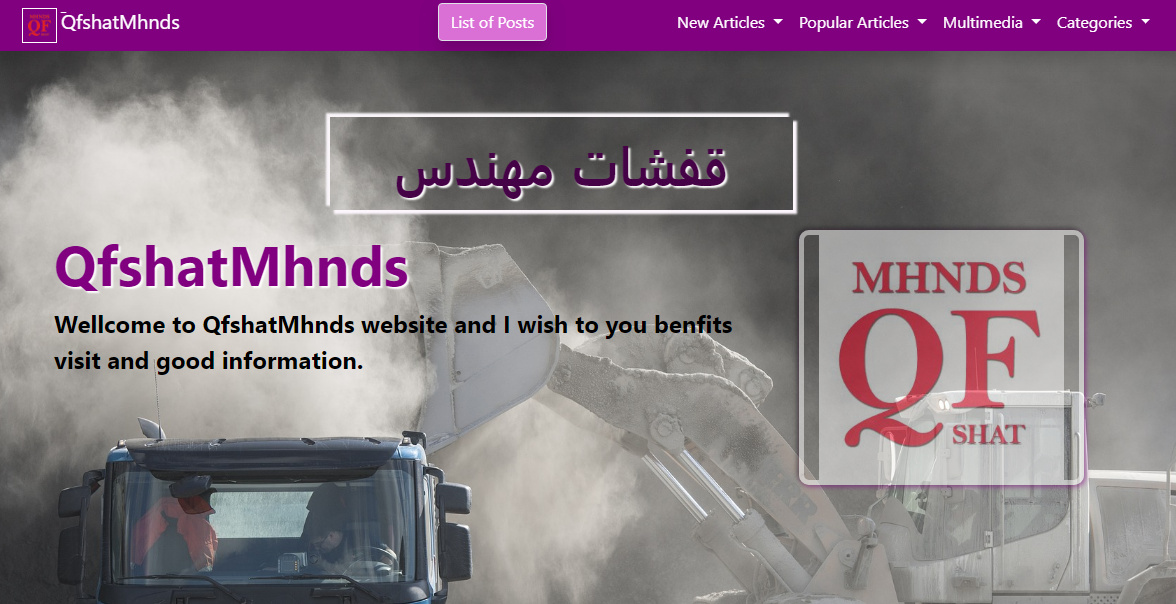 QfshatMhnds
List of Posts
New Articles
Popular Articles
Multimedia
Categories
قفشات مهندس
QfshatMhnds
Wellcome to QfshatMhnds website and I wish to you benfits
visit and good information.
MHNDS
QF
SHAT